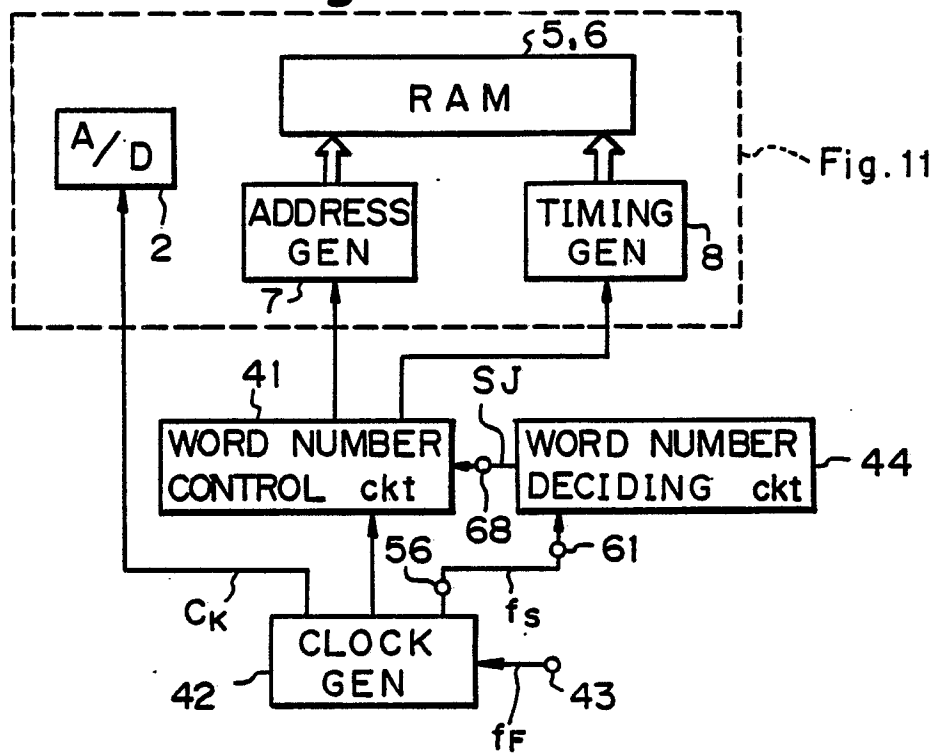 5,6
RAM
A/D
Fig.11
ADDRESS
GEN
TIMING
GEN
2
7
8
41
SJ
WORD NUMBER
CONTROL ckt
WORD NUMBER
DECIDING ckt
44
68
56
61
CK
fS
CLOCK
GEN
42
43
fF